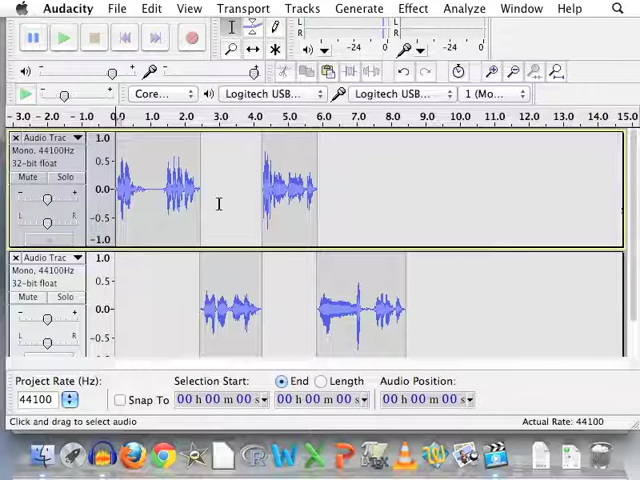 Audacity File Edit View Transport Tracks Generate Effect Analyze Window Help
L
R
-24 0
L
R
-24 0
Core... Logitech USB... Logitech USB... 1 (Mo...
-3.0 -2.0 -1.0 0.0 1.0 2.0 3.0 4.0 5.0 6.0 7.0 8.0 9.0 10.0 11.0 12.0 13.0 14.0 15.0
Audio Trac 1.0
Mono, 44100Hz
32-bit float 0.5
Mute Solo 0.0
- +
-0.5
L R
-1.0
Audio Trac 1.0
Mono, 44100Hz
32-bit float 0.5
Mute Solo
- + 0.0
L R -0.5
Project Rate (Hz): Selection Start: End Length Audio Position:
44100 Snap To 00 h 00 m 00 s 00 h 00 m 00 s 00 h 00 m 00 s
Click and drag to select audio Actual Rate: 44100